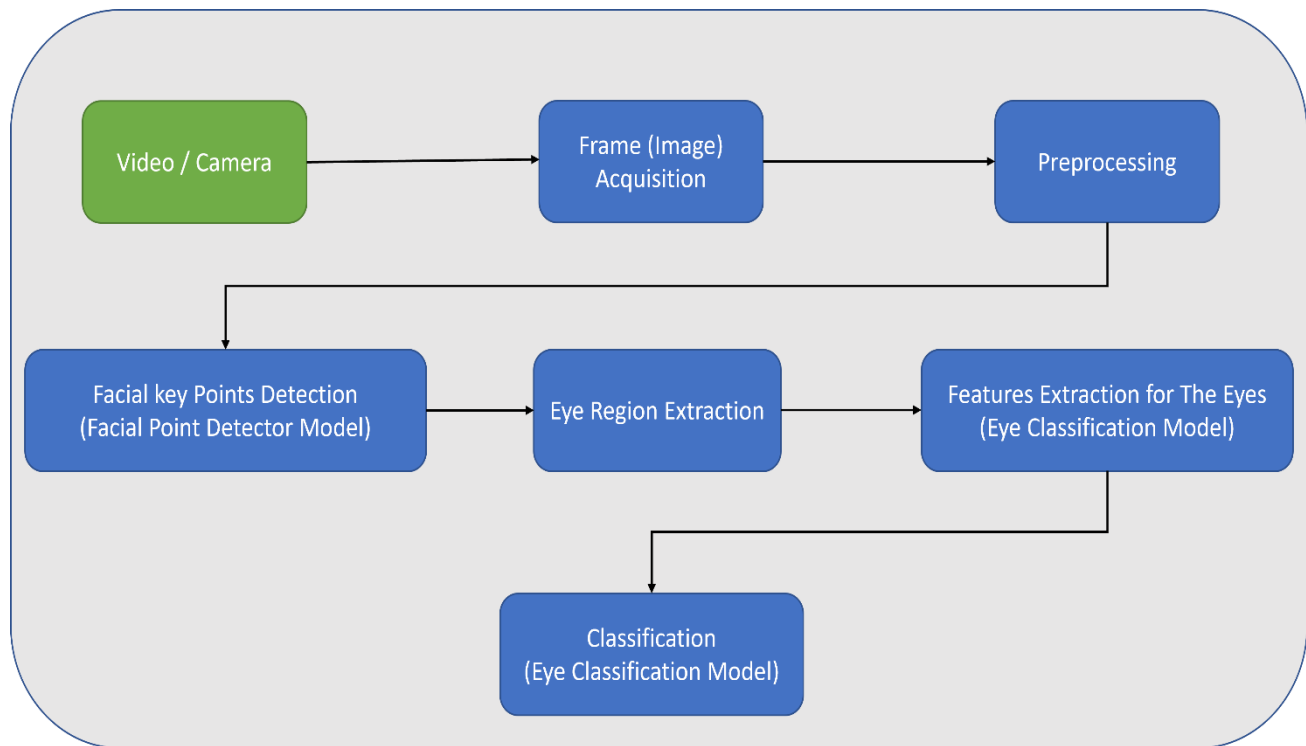 Video / Camera
Frame (Image)
Acquisition
Preprocessing
Facial key Points Detection
(Facial Point Detector Model)
Eye Region Extraction
Features Extraction for The Eyes
(Eye Classification Model)
Classification
(Eye Classification Model)